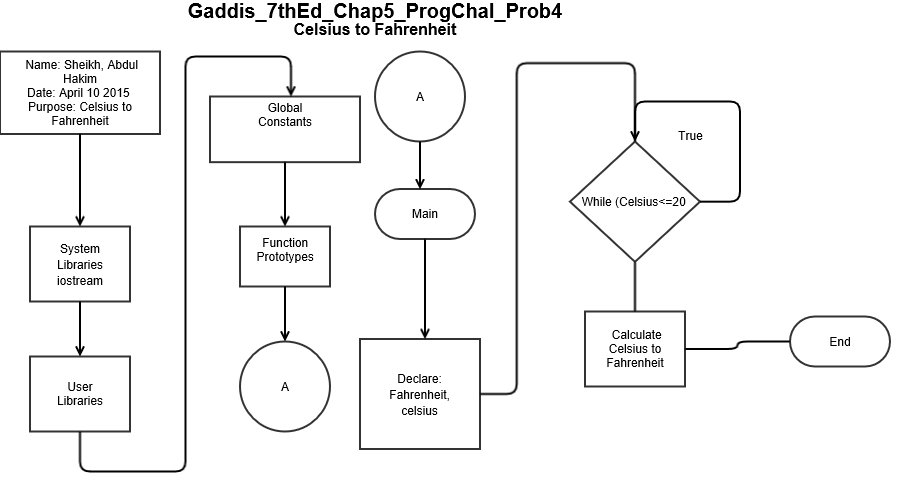 Gaddis_7thEd_Chap5_ProgChal_Prob4
Celsius to Fahrenheit
Name: Sheikh, Abdul
Hakim
Date: April 10 2015
Purpose: Celsius to
Fahrenheit
System
Libraries
iostream
User
Libraries
Global
Constants
Function
Prototypes
A
A
Main
Declare:
Fahrenheit,
celsius
True
While (Celsius<=20
Calculate
Celsius to
Fahrenheit
End